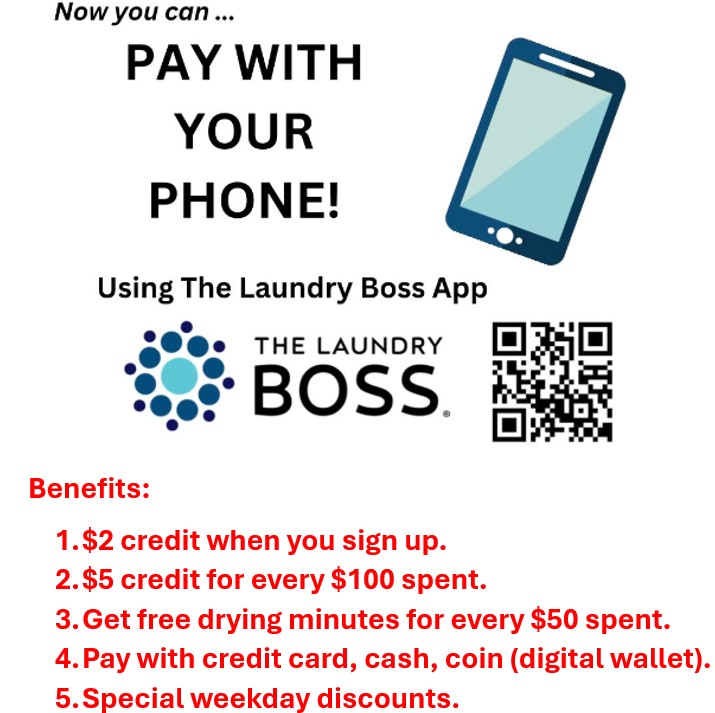 Now you can ...
PAY WITH
YOUR
PHONE!
Using The Laundry Boss App
THE LAUNDRY
BOSS®
Benefits:
1.$2 credit when you sign up.
2.$5 credit for every $100 spent.
3.Get free drying minutes for every $50 spent.
4.Pay with credit card, cash, coin (digital wallet).
5.Special weekday discounts.